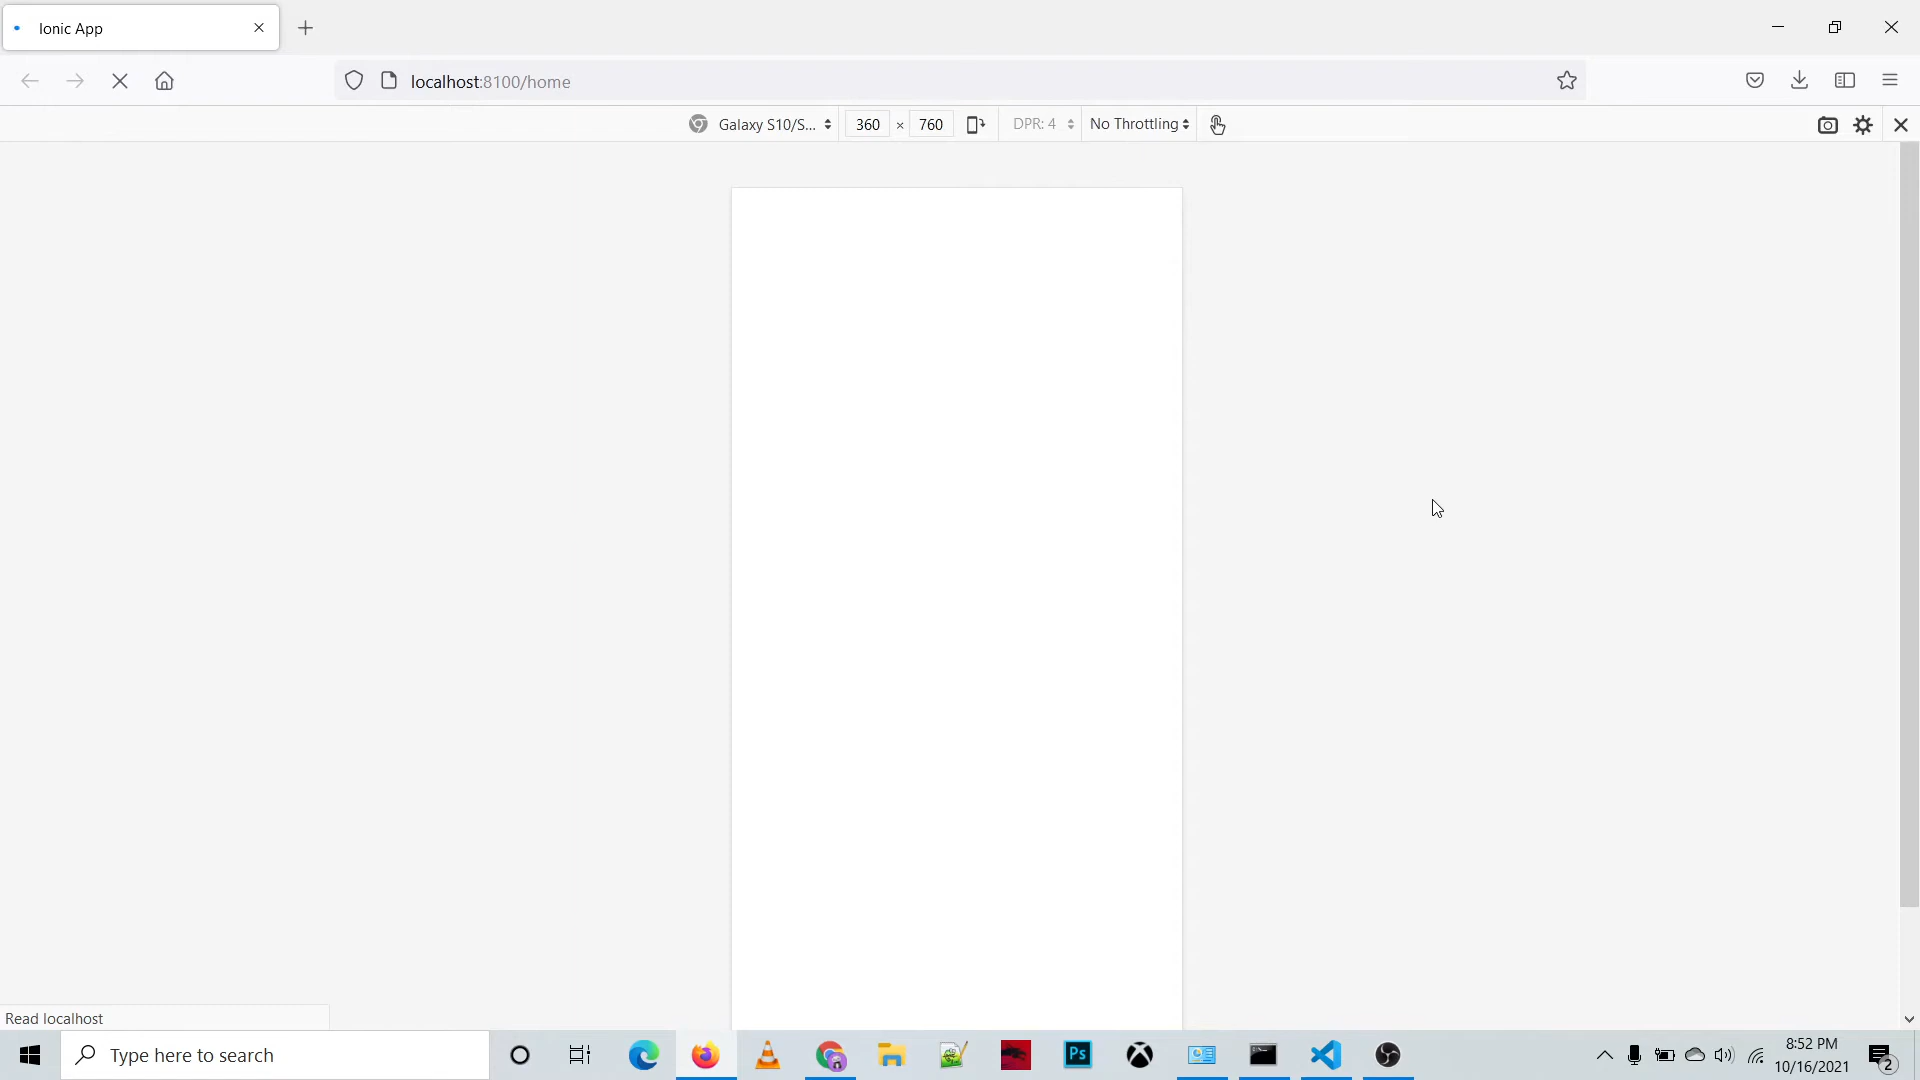 Ionic App
localhost:8100/home
Galaxy S10/S... 360 × 760 DPR: 4 No Throttling
Read localhost
Type here to search
Ps
8:52 PM
10/16/2021
2